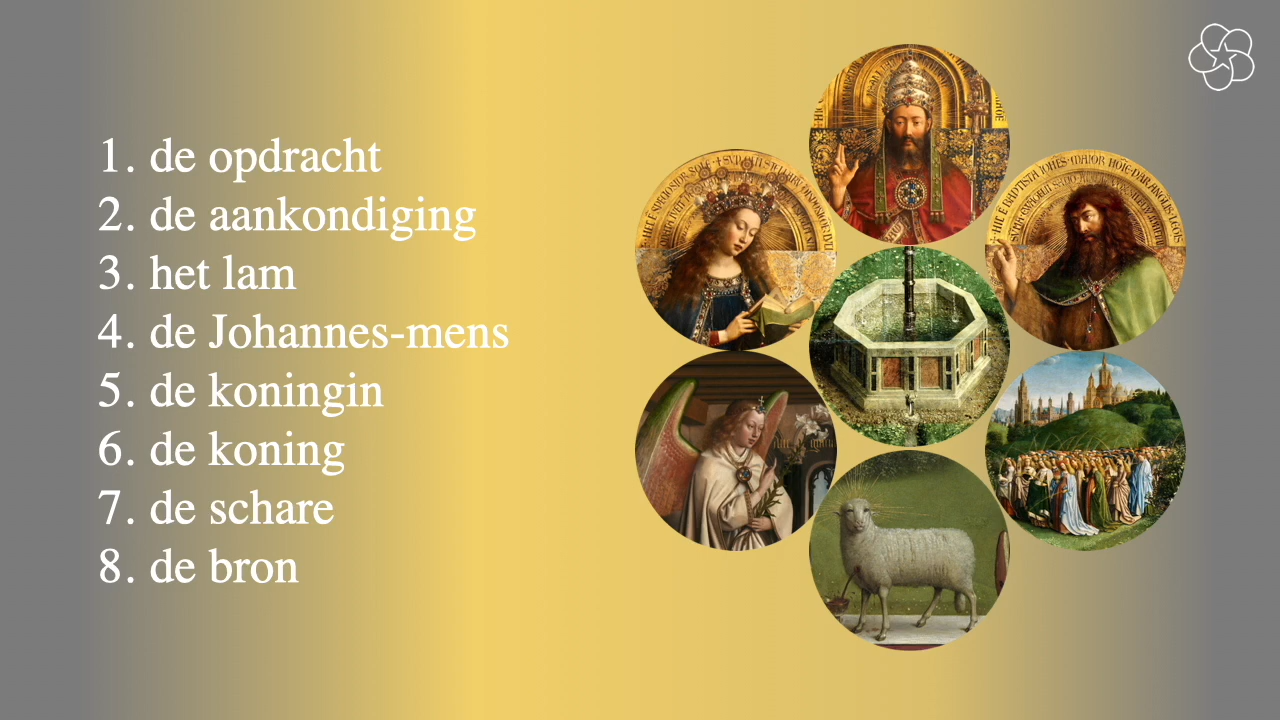 1. de opdracht
2. de aankondiging
3. het lam
4. de Johannes-mens
5. de koningin
6. de koning
7. de schare
8. de bron